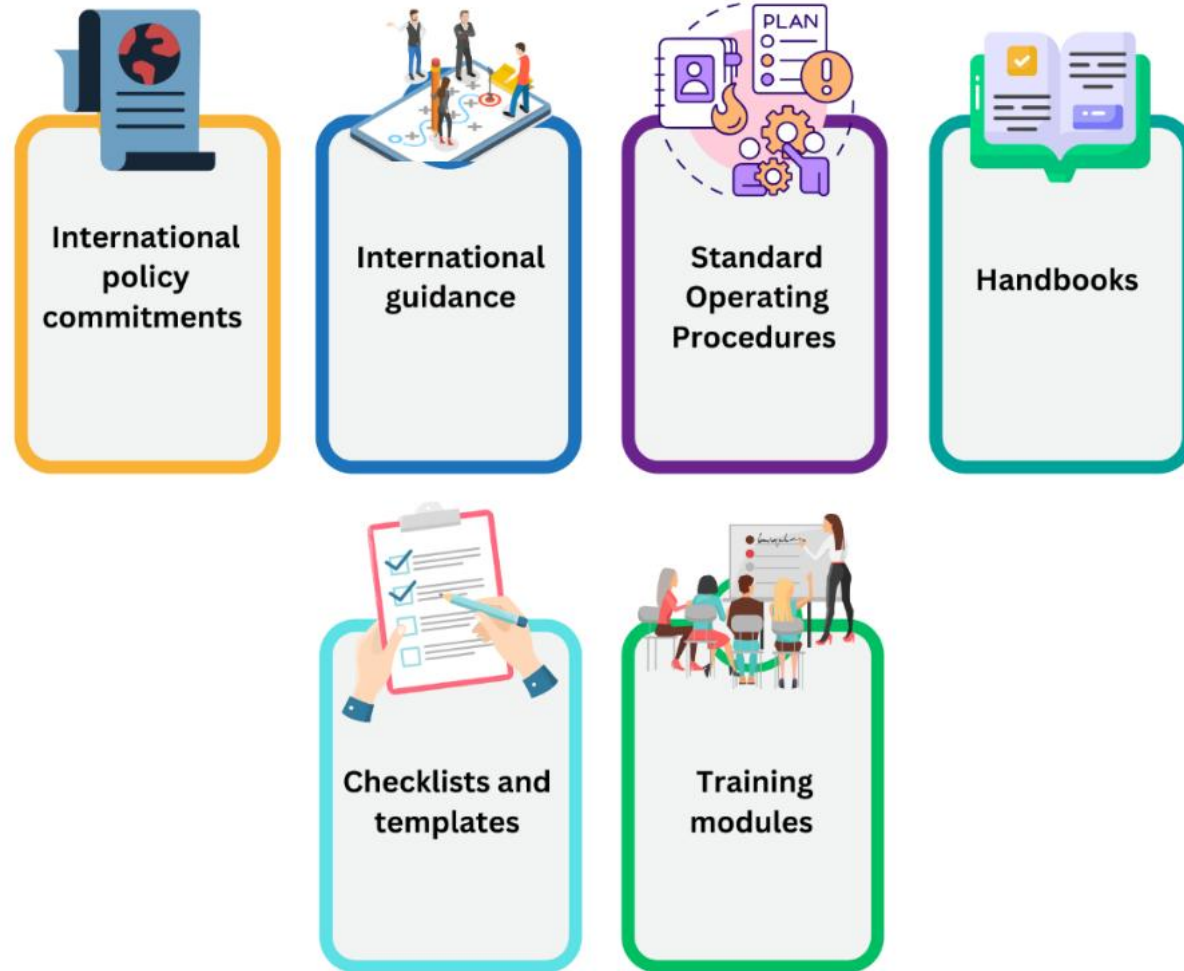 PLAN
International
policy
commitments
International
guidance
Standard
Operating
Procedures
Handbooks
Checklists and
templates
Training
modules